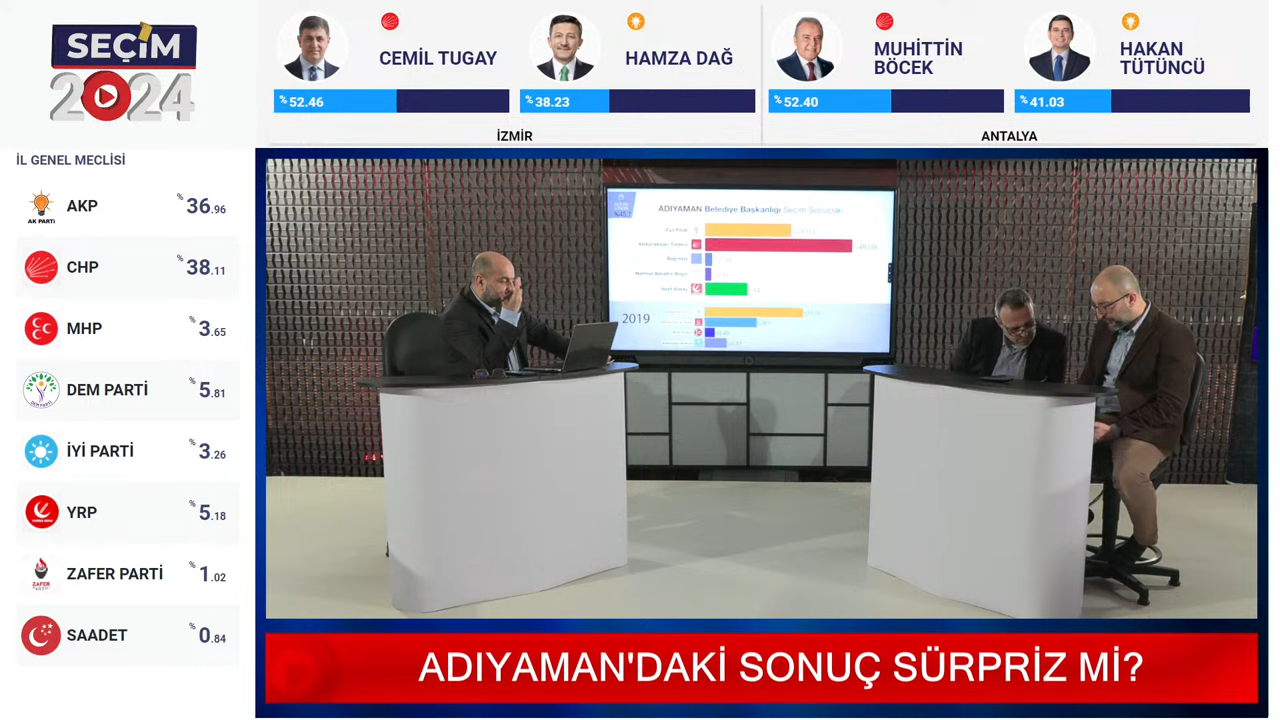 SEÇİM
2024
CEMİL TUGAY
%52.46
HAMZA DAĞ
%38.23
İZMİR
MUHİTTİN
BÖCEK
%52.40
HAKAN
TÜTÜNCÜ
%41.03
ANTALYA
İL GENEL MECLİSİ
AK PARTİ
AKP
%36.96
CHP
%38.11
MHP
%3.65
DEM PARTİ
DEM PARTİ
%5.81
İYİ PARTİ
%3.26
YRP
%5.18
ZAFER
ZAFER PARTİ
%1.02
SAADET
%0.84
ADIYAMAN Belediye Başkanlığı Seçim Sonuçları
2019
ADIYAMAN'DAKİ SONUÇ SÜRPRİZ Mİ?